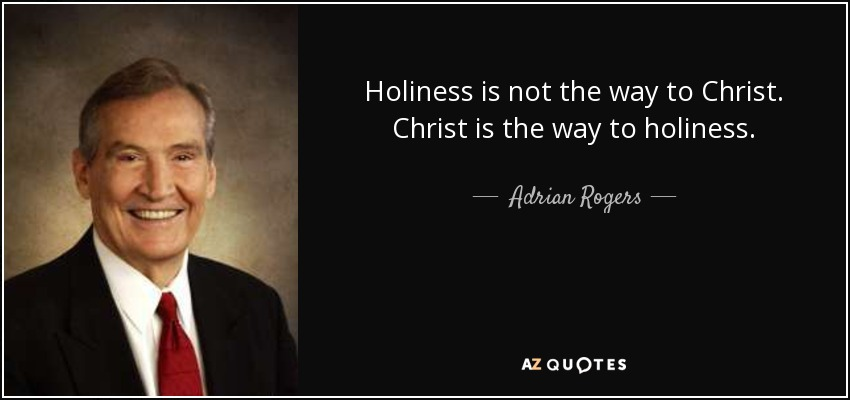 Holiness is not the way to Christ.
Christ is the way to holiness.
Adrian Rogers
AZ QUOTES